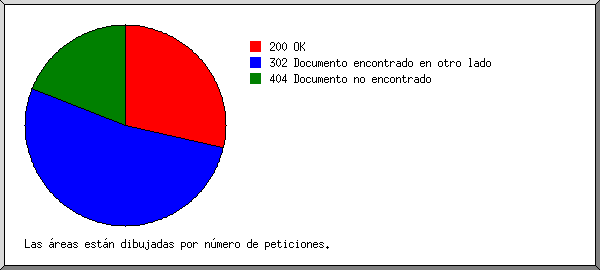 200 OK
302 Documento encontrado en otro lado
404 Documento no encontrado
Las áreas están dibujadas por número de peticiones.